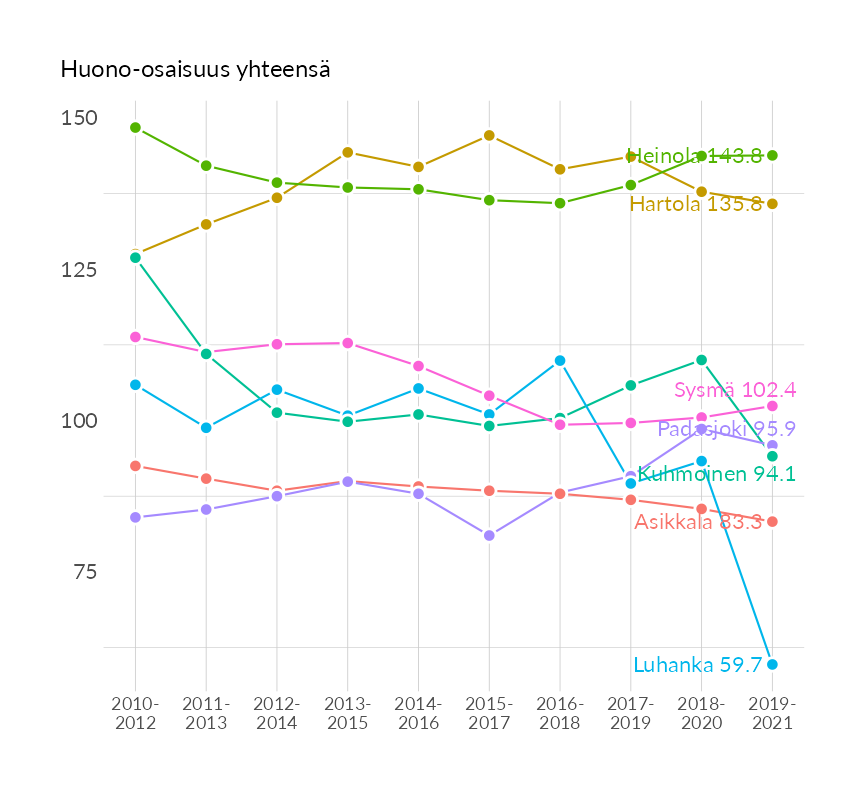 Huono-osaisuus yhteensä
150
125
100
75
Heinola 143.8
Hartola 135.8
Sysmä 102.4
Padasjoki 95.9
Kuhmoinen 94.1
Asikkala 83.3
Luhanka 59.7
2010- 2011- 2012- 2013- 2014- 2015- 2016- 2017- 2018- 2019-
2012 2013 2014 2015 2016 2017 2018 2019 2020 2021